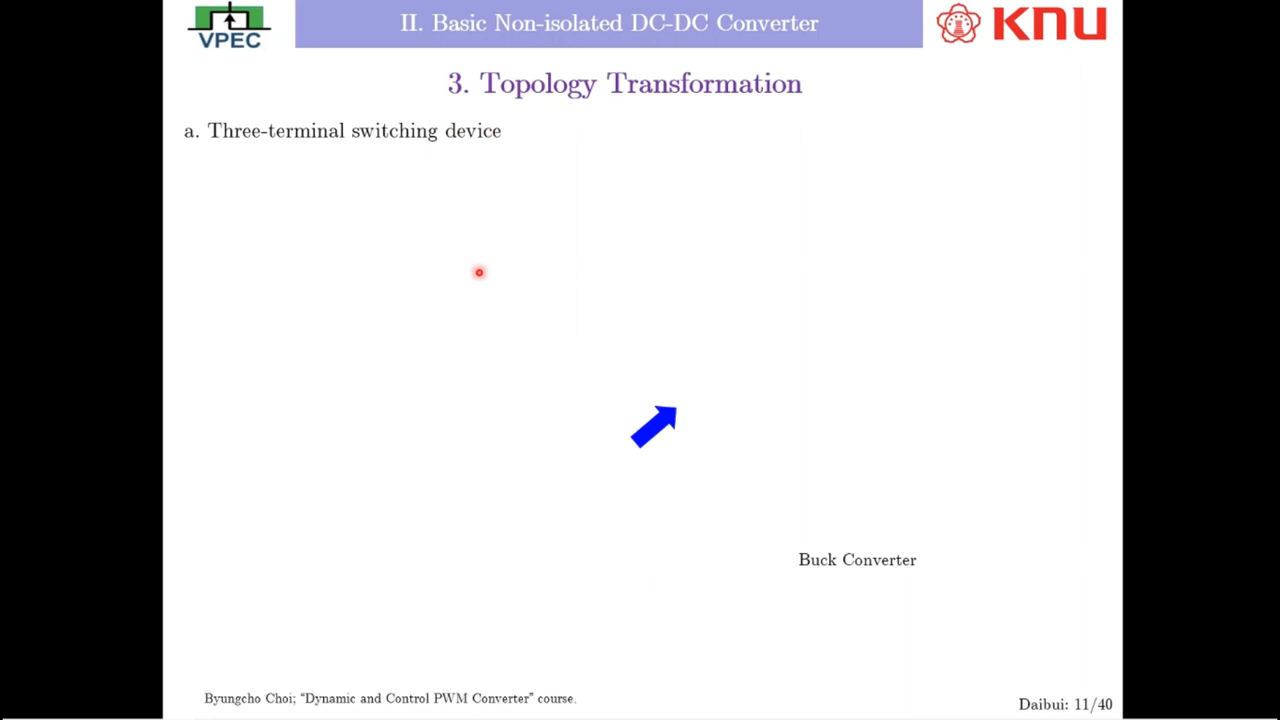 VPEC
II. Basic Non-isolated DC-DC Converter
KNU
3. Topology Transformation
a. Three-terminal switching device
Buck Converter
Byungcho Choi; “Dynamic and Control PWM Converter” course.
Daibui: 11/40